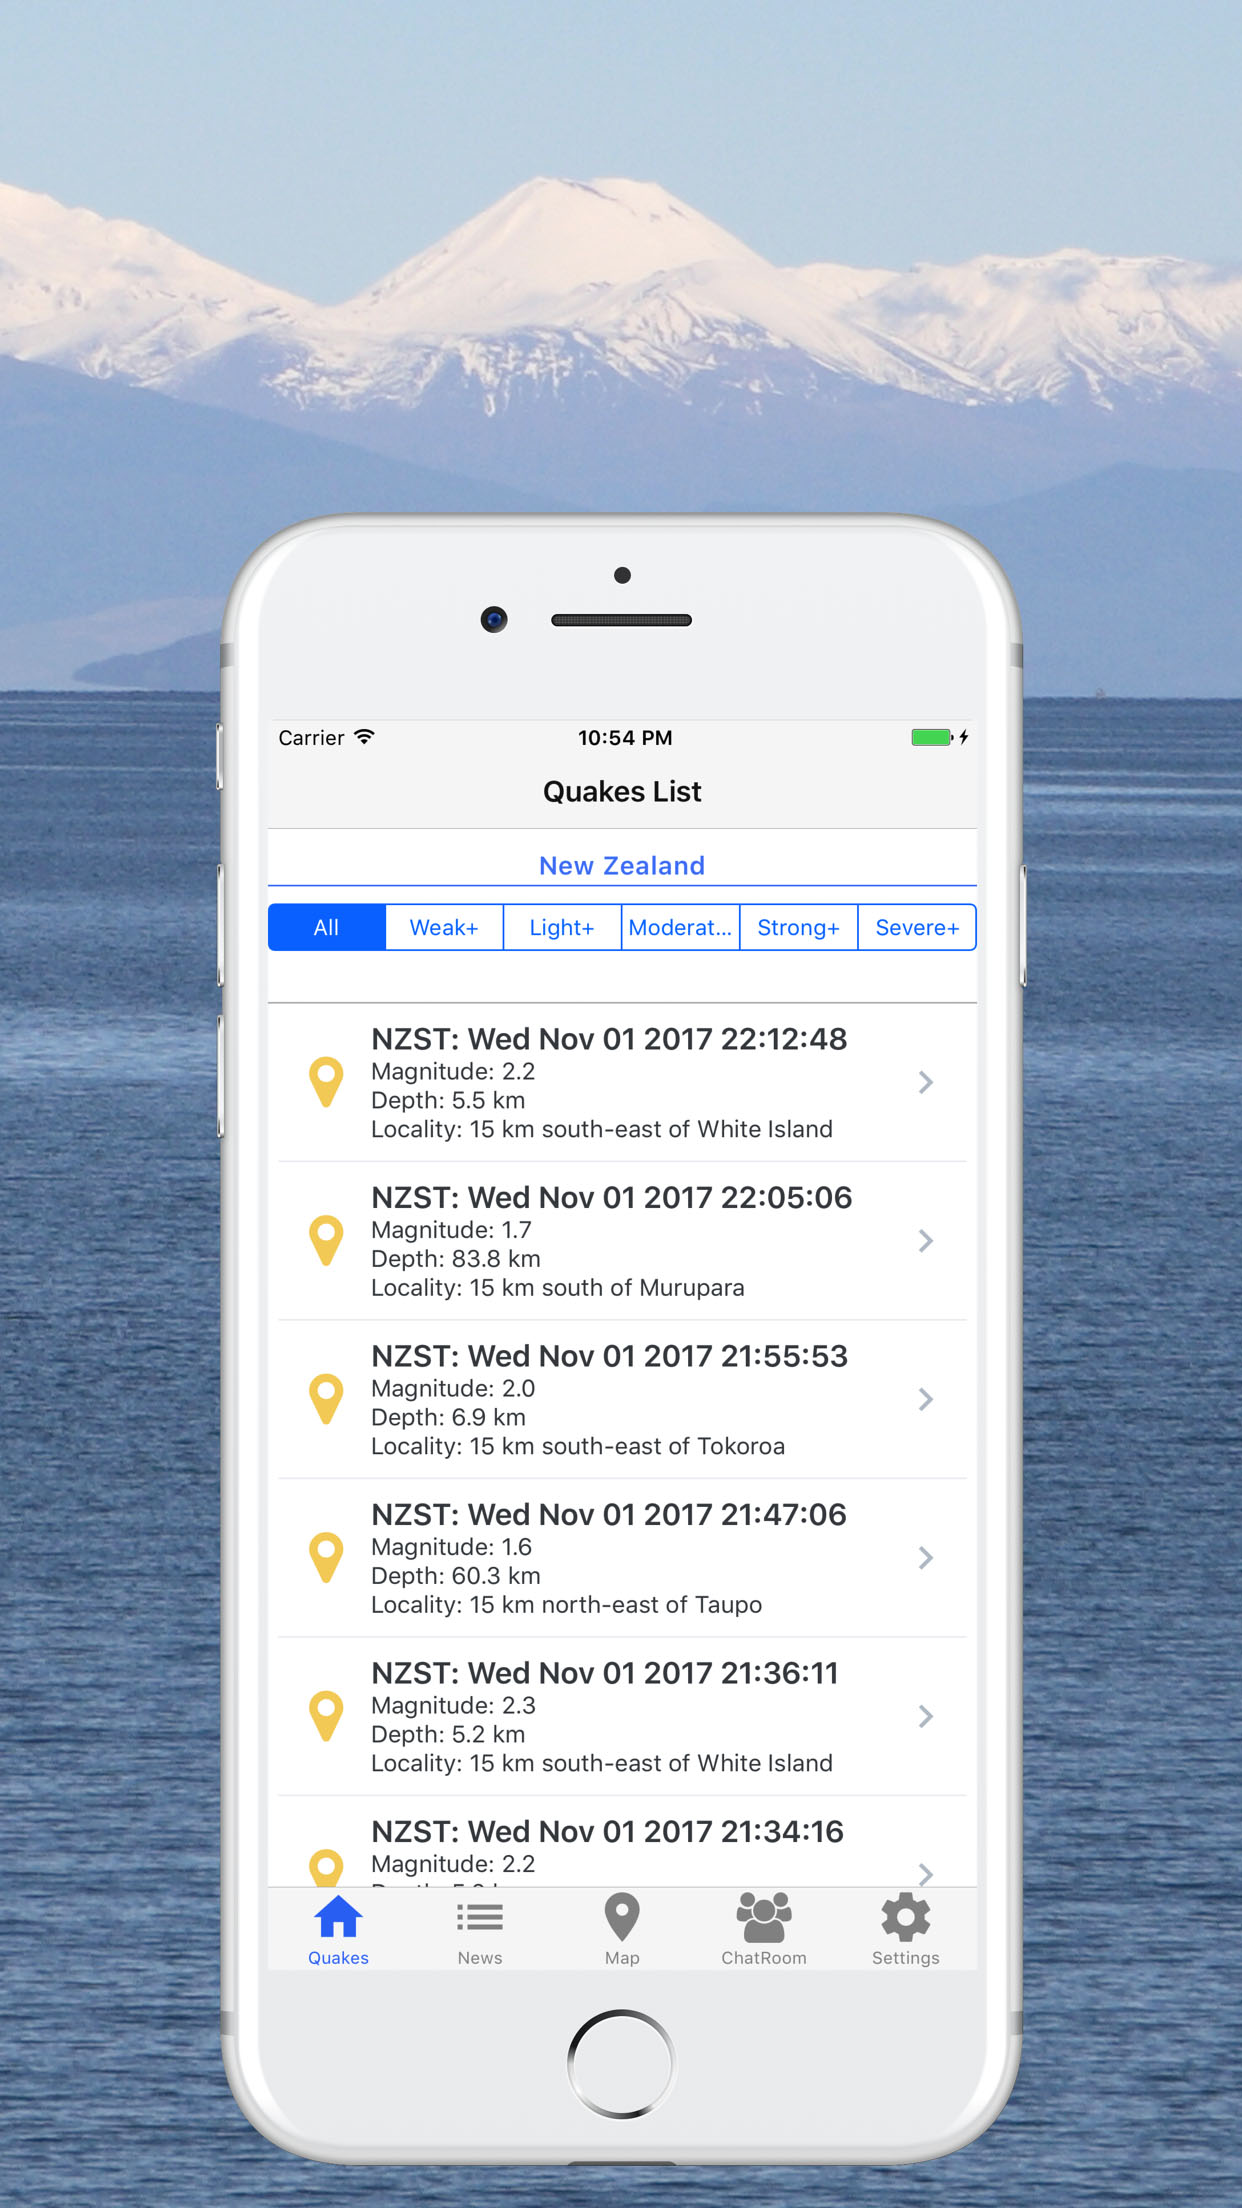 Carrier
10:54 PM
Quakes List
New Zealand
All
Weak+
Light+
Moderat...
Strong+
Severe+
NZST: Wed Nov 01 2017 22:12:48
Magnitude: 2.2
Depth: 5.5 km
Locality: 15 km south-east of White Island
NZST: Wed Nov 01 2017 22:05:06
Magnitude: 1.7
Depth: 83.8 km
Locality: 15 km south of Murupara
NZST: Wed Nov 01 2017 21:55:53
Magnitude: 2.0
Depth: 6.9 km
Locality: 15 km south-east of Tokoroa
NZST: Wed Nov 01 2017 21:47:06
Magnitude: 1.6
Depth: 60.3 km
Locality: 15 km north-east of Taupo
NZST: Wed Nov 01 2017 21:36:11
Magnitude: 2.3
Depth: 5.2 km
Locality: 15 km south-east of White Island
NZST: Wed Nov 01 2017 21:34:16
Magnitude: 2.2
Quakes
News
Map
ChatRoom
Settings